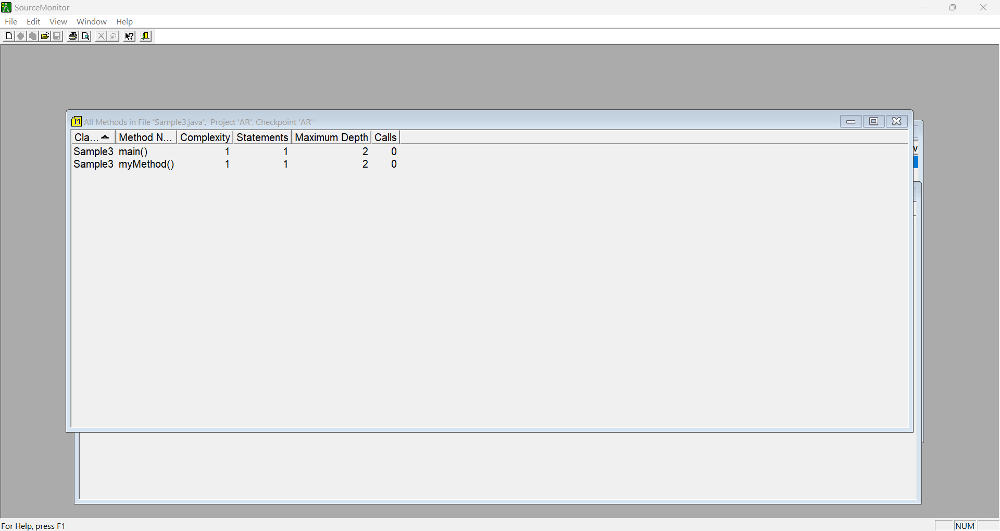 SourceMonitor
File Edit View Window Help
All Methods in File 'Sample3.java', Project 'AR', Checkpoint 'AR'
Cla... Method N... Complexity Statements Maximum Depth Calls
Sample3 main() 1 1 2 0
Sample3 myMethod() 1 1 2 0
For Help, press F1 NUM